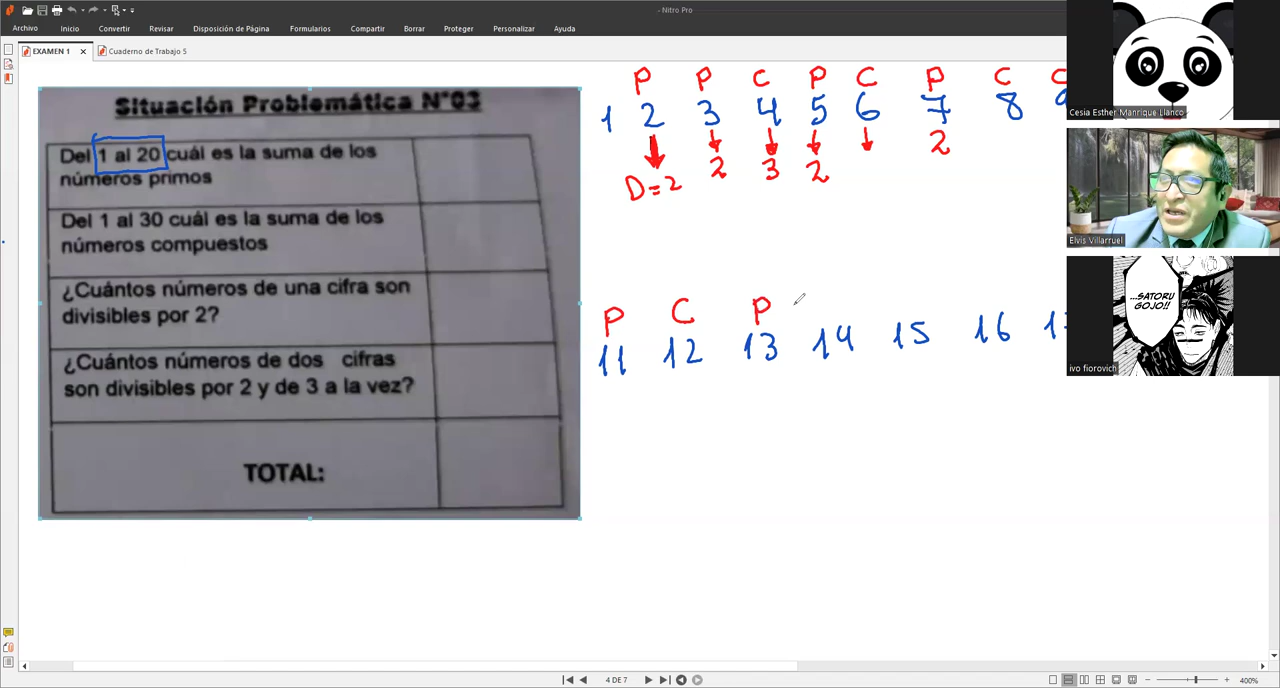 - Nitro Pro
Archivo Inicio Convertir Revisar Disposición de Página Formularios Compartir Borrar Proteger Personalizar Ayuda
EXAMEN 1 Cuaderno de Trabajo 5
Situación Problemática N°03
Del 1 al 20 cuál es la suma de los
números primos
Del 1 al 30 cuál es la suma de los
números compuestos
¿Cuántos números de una cifra son
divisibles por 2?
¿Cuántos números de dos cifras
son divisibles por 2 y de 3 a la vez?
TOTAL:
P P C P C P C
1 2 3 4 5 6 7 8
D=2 2 3 2 2
P C P
11 12 13 14 15 16
Cesia Esther Manrique Llanco
Elvis Villarruel
...SATORU
GOJO!!
ivo fiorovich
4 DE 7
400%